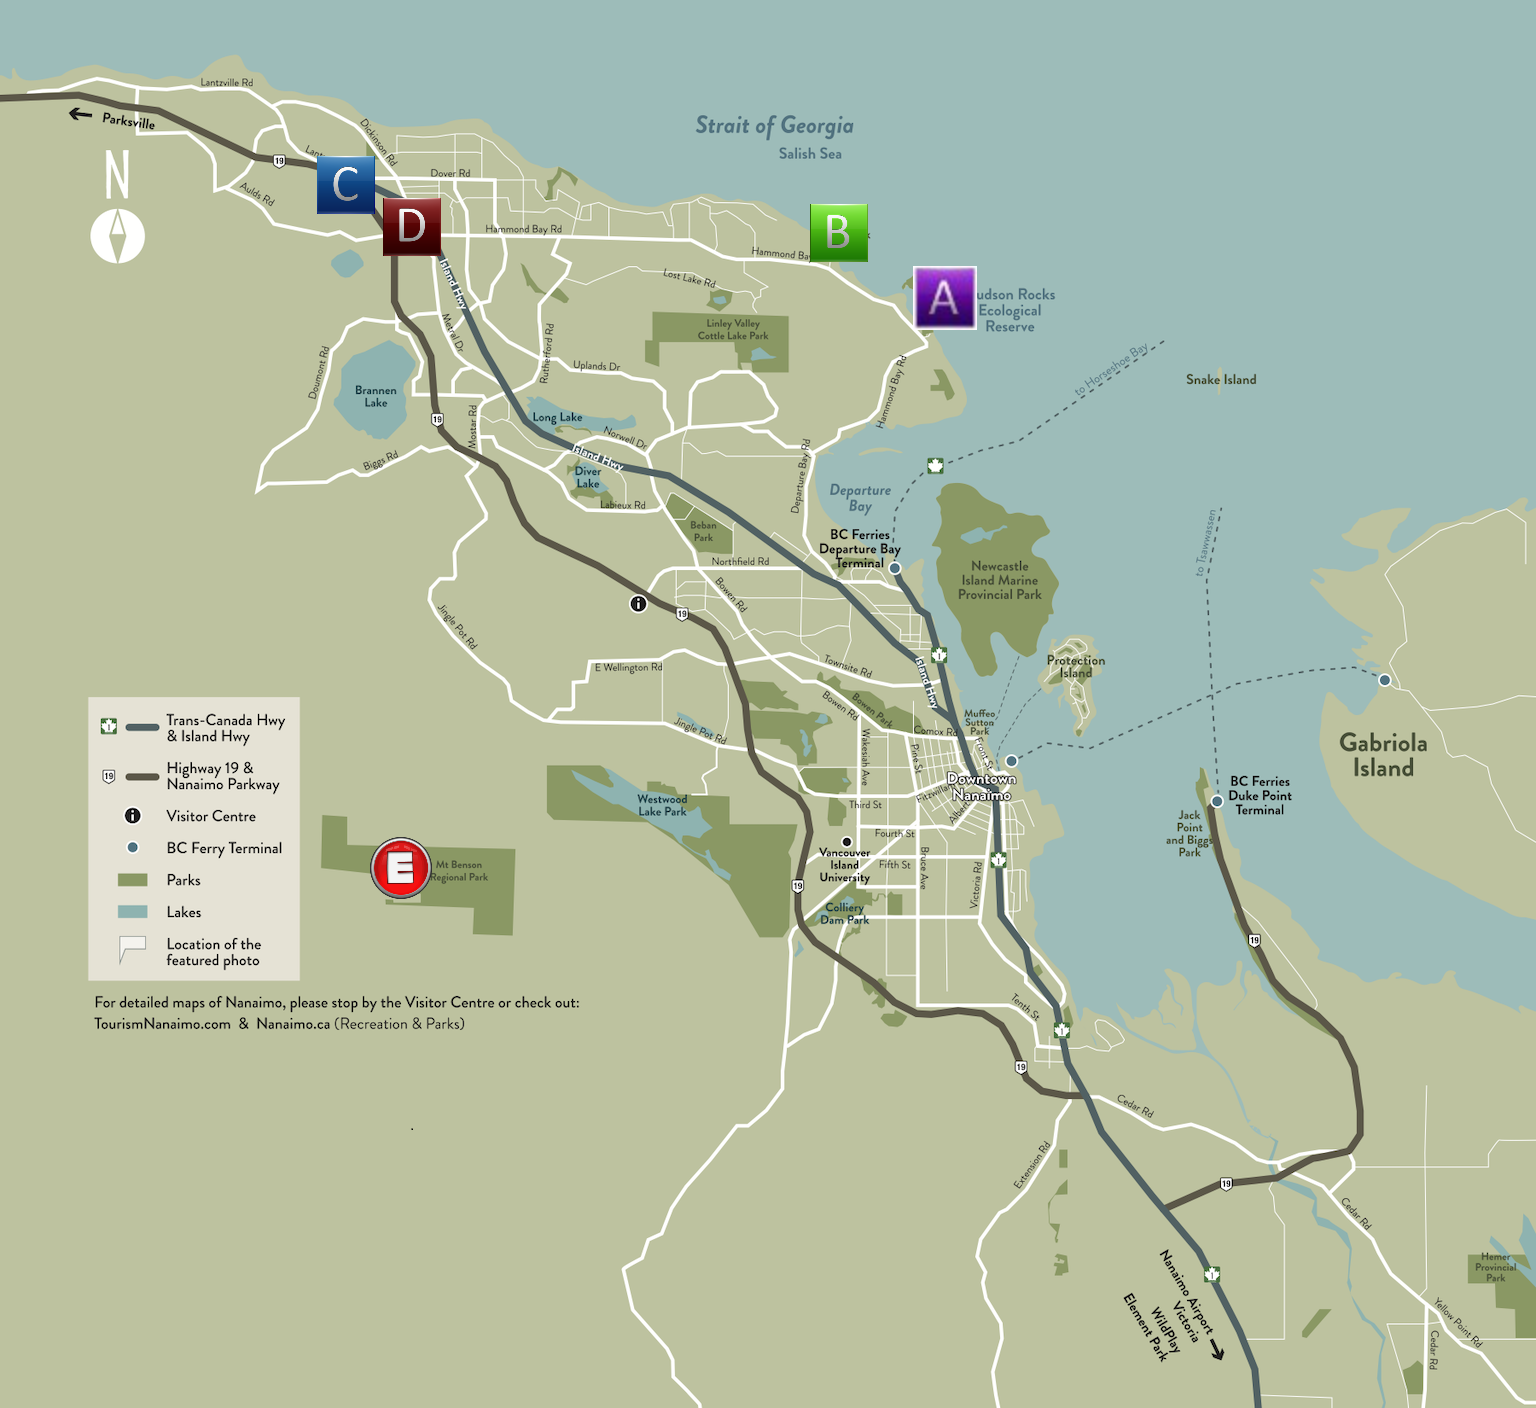 Lantzville Rd
Parksville
Dickinson Rd
19
Dover Rd
Aulds Rd
N
C
D
B
A
E
Strait of Georgia
Salish Sea
Hammond Bay Rd
Hammond Ba
Lost Lake Rd
udson Rocks
Ecological
Reserve
Island Hwy
Metral Dr
Rutherford Rd
Linley Valley
Cottle Lake Park
Uplands Dr
Doumont Rd
Brannen
Lake
Hammond Bay Rd
to Horseshoe Bay
Snake Island
19
Mostar Rd
Long Lake
Norwell Dr
Island Hwy
Biggs Rd
Diver
Lake
Labieux Rd
Departure Bay Rd
Departure
Bay
Beban
Park
BC Ferries
Departure Bay
Terminal
Newcastle
Island Marine
Provincial Park
to Tsawwassen
Northfield Rd
Bowen Rd
i
19
Jingle Pot Rd
E Wellington Rd
Townsite Rd
1
Island Hwy
Protection
Island
Bowen Rd
Bowen Park
Muffeo
Sutton
Park
Comox Rd
Front St
Jingle Pot Rd
Wakesiah Ave
Pine St
Gabriola
Island
Downtown
Nanaimo
Fitzwilliam
Albert
Westwood
Lake Park
Third St
Fourth St
BC Ferries
Duke Point
Terminal
Jack
Point
and Biggs
Park
Vancouver
Island
University
Fifth St
Bruce Ave
Victoria Rd
1
Mt Benson
Regional Park
19
Colliery
Dam Park
19
1
Trans-Canada Hwy
& Island Hwy
19
Highway 19 &
Nanaimo Parkway
i
Visitor Centre
BC Ferry Terminal
Parks
Lakes
Location of the
featured photo
For detailed maps of Nanaimo, please stop by the Visitor Centre or check out:
TourismNanaimo.com & Nanaimo.ca (Recreation & Parks)
Tenth St
1
19
Cedar Rd
Extension Rd
19
Cedar Rd
Nanaimo Airport
Victoria
WildPlay
Element Park
1
Hemer
Provincial
Park
Yellow Point Rd
Cedar Rd